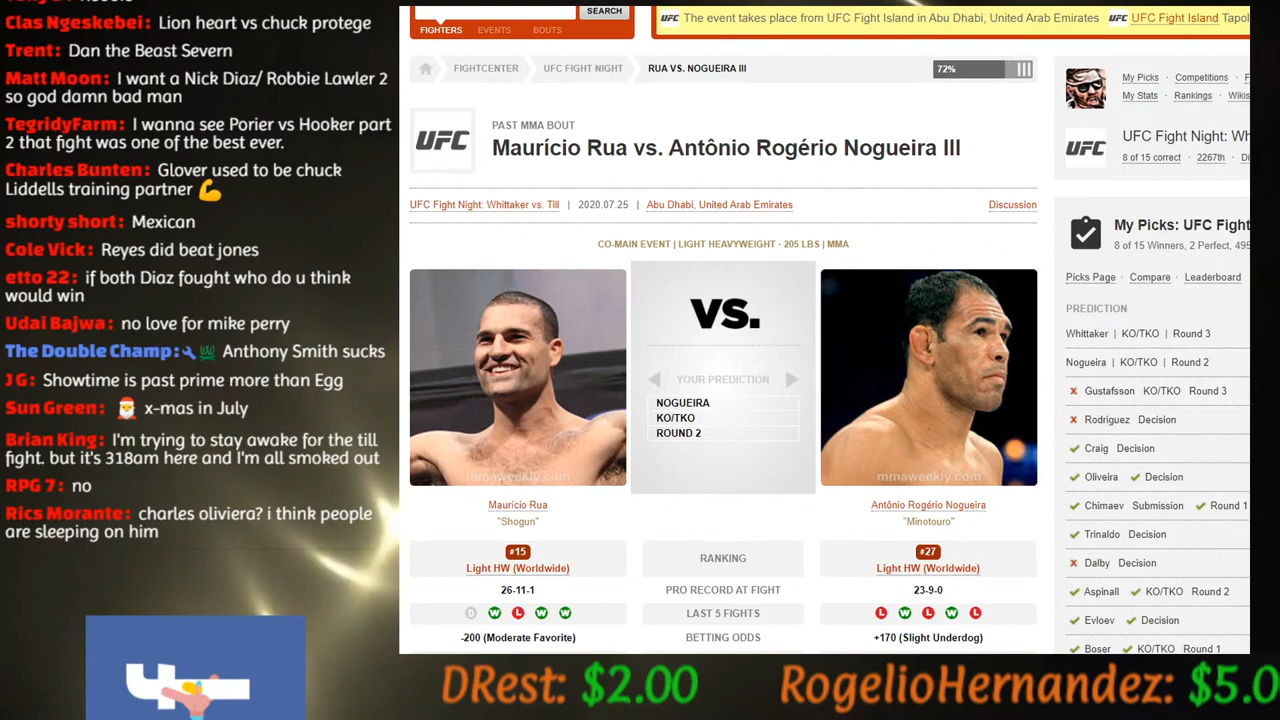 Clas Ngeskebei: Lion heart vs chuck protege
Trent: Dan the Beast Severn
Matt Moon: I want a Nick Diaz/ Robbie Lawler 2
so god damn bad man
TegridyFarm: I wanna see Porier vs Hooker part
2 that fight was one of the best ever.
Charles Bunten: Glover used to be chuck
Liddells training partner 💪
shorty short: Mexican
Cole Vick: Reyes did beat jones
etto 22: if both Diaz fought who do u think
would win
Udai Bajwa: no love for mike perry
The Double Champ: Anthony Smith sucks
J G: Showtime is past prime more than Egg
Sun Green: 🎅 x-mas in July
Brian King: I'm trying to stay awake for the till
fight. but it's 318am here and I'm all smoked out
RPG 7: no
Rics Morante: charles oliviera? i think people
are sleeping on him
SEARCH
FIGHTERS EVENTS BOUTS
UFC The event takes place from UFC Fight Island in Abu Dhabi, United Arab Emirates UFC UFC Fight Island Tapol
FIGHTCENTER UFC FIGHT NIGHT RUA VS. NOGUEIRA III 72%
UFC
PAST MMA BOUT
Maurício Rua vs. Antônio Rogério Nogueira III
UFC Fight Night: Whittaker vs. Till | 2020.07.25 | Abu Dhabi, United Arab Emirates Discussion
CO-MAIN EVENT | LIGHT HEAVYWEIGHT · 205 LBS | MMA
VS.
YOUR PREDICTION
NOGUEIRA
KO/TKO
ROUND 2
mmaweekly.com
mmaweekly.com
Maurício Rua Antônio Rogério Nogueira
"Shogun" "Minotouro"
#15 RANKING #27
Light HW (Worldwide) Light HW (Worldwide)
26-11-1 PRO RECORD AT FIGHT 23-9-0
D W L W W LAST 5 FIGHTS L W L W L
-200 (Moderate Favorite) BETTING ODDS +170 (Slight Underdog)
My Picks · Competitions · F
My Stats · Rankings · Wikis
UFC UFC Fight Night: Wh
8 of 15 correct · 2267th · Di
My Picks: UFC Fight
8 of 15 Winners, 2 Perfect, 495
Picks Page · Compare · Leaderboard
PREDICTION
Whittaker | KO/TKO | Round 3
Nogueira | KO/TKO | Round 2
Gustafsson KO/TKO Round 3
Rodriguez Decision
Craig Decision
Oliveira Decision
Chimaev Submission Round 1
Trinaldo Decision
Dalby Decision
Aspinall KO/TKO Round 2
Evloev Decision
Boser KO/TKO Round 1
DRest: $2.00 RogelioHernandez: $5.0